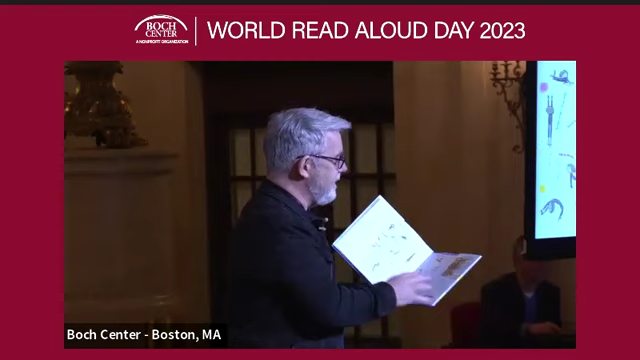 BOCH
CENTER
A NONPROFIT ORGANIZATION
WORLD READ ALOUD DAY 2023
Boch Center - Boston, MA